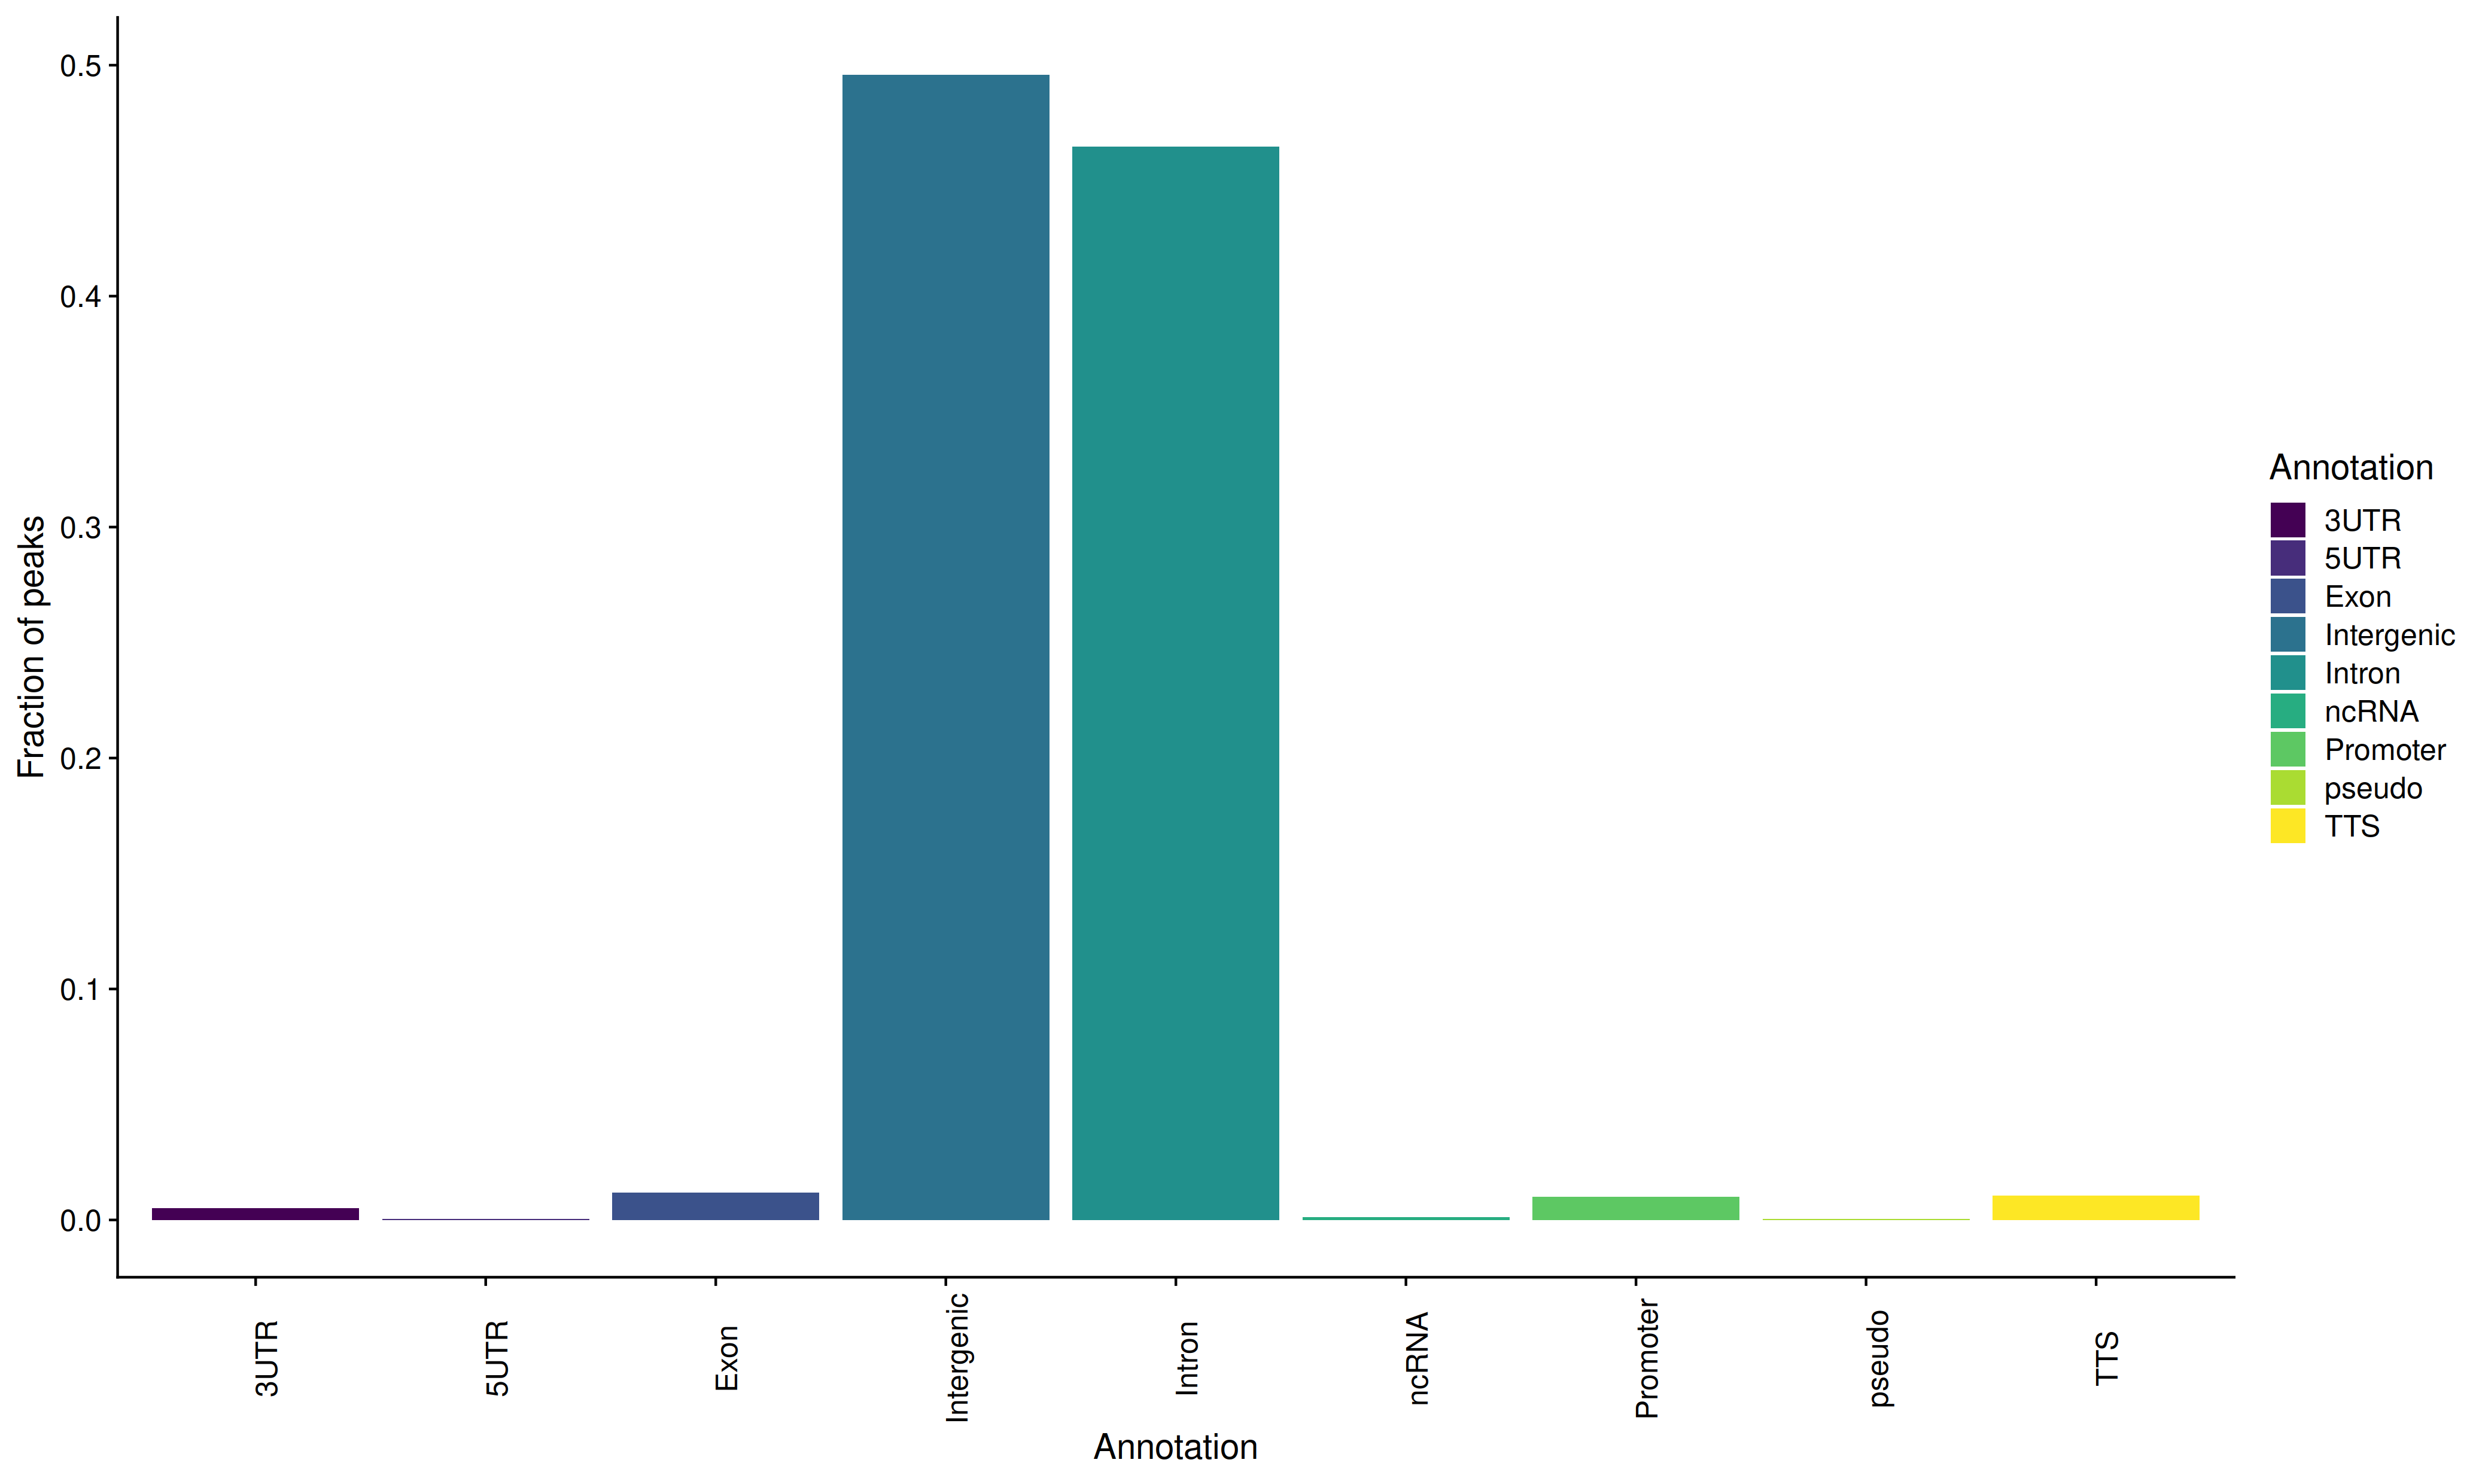 Fraction of peaks
0.5
0.4
0.3
0.2
0.1
0.0
3UTR
5UTR
Exon
Intergenic
Intron
ncRNA
Promoter
pseudo
TTS
Annotation
Annotation
3UTR
5UTR
Exon
Intergenic
Intron
ncRNA
Promoter
pseudo
TTS